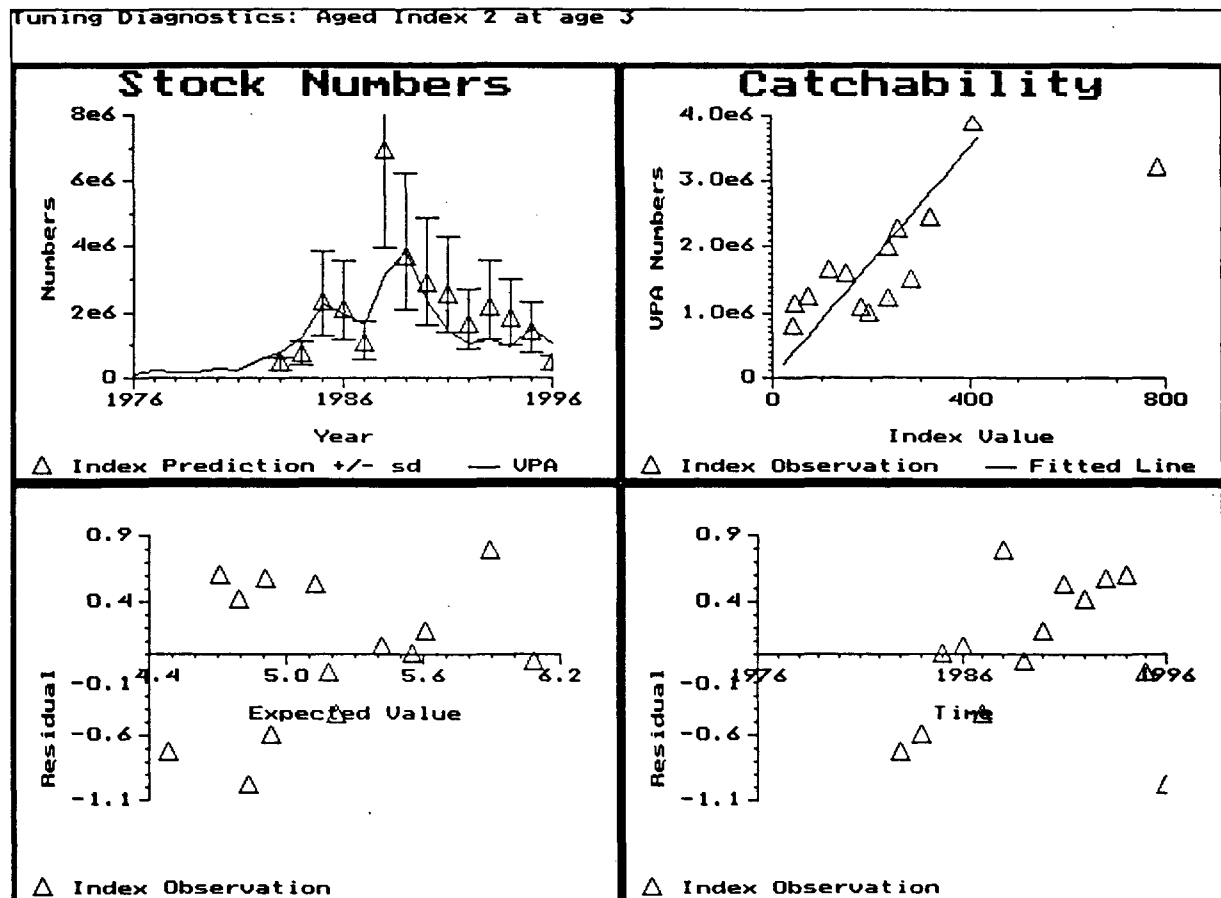 Tuning Diagnostics: Aged Index 2 at age 3
Stock Numbers
8e6
6e6
4e6
2e6
0
Numbers
1976
1986
1996
Year
△ Index Prediction +/- sd — VPA
Catchability
4.0e6
3.0e6
2.0e6
1.0e6
0
VPA Numbers
0
400
800
Index Value
△ Index Observation — Fitted Line
0.9
0.4
-0.1
-0.6
-1.1
Residual
4.4
5.0
5.6
6.2
Expected Value
△ Index Observation
0.9
0.4
-0.1
-0.6
-1.1
Residual
1976
1986
1996
Time
△ Index Observation